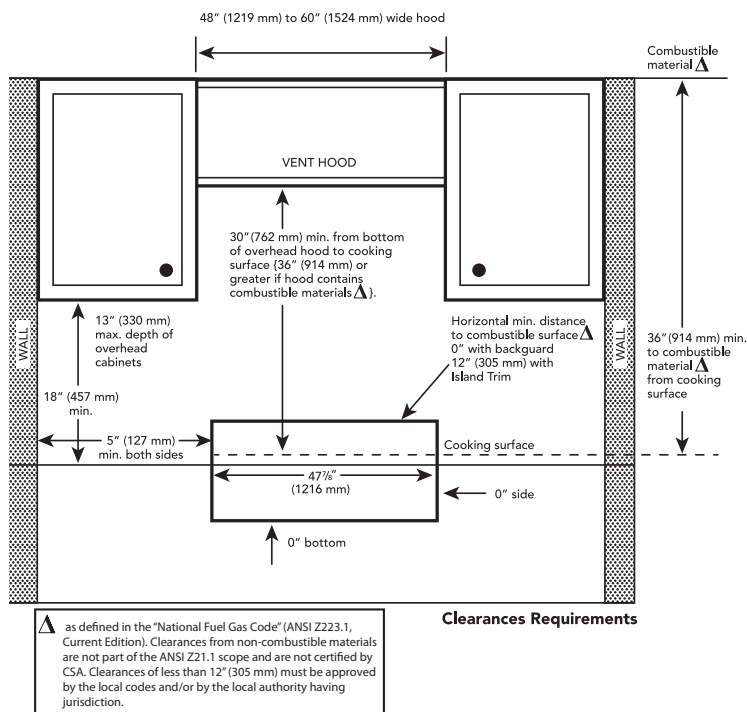 48” (1219 mm) to 60” (1524 mm) wide hood
Combustible
material Δ
VENT HOOD
30” (762 mm) min. from bottom
of overhead hood to cooking
surface {36” (914 mm) or
greater if hood contains
combustible materials Δ }.
13” (330 mm)
max. depth of
overhead
cabinets
Horizontal min. distance
to combustible surface Δ
0” with backguard
12” (305 mm) with
Island Trim
WALL
WALL
36” (914 mm) min.
to combustible
material Δ
from cooking
surface
18” (457 mm)
min.
5” (127 mm)
min. both sides
Cooking surface
47⅞”
(1216 mm)
0” side
0” bottom
Clearances Requirements
Δ as defined in the “National Fuel Gas Code” (ANSI Z223.1,
Current Edition). Clearances from non-combustible materials
are not part of the ANSI Z21.1 scope and are not certified by
CSA. Clearances of less than 12” (305 mm) must be approved
by the local codes and/or by the local authority having
jurisdiction.